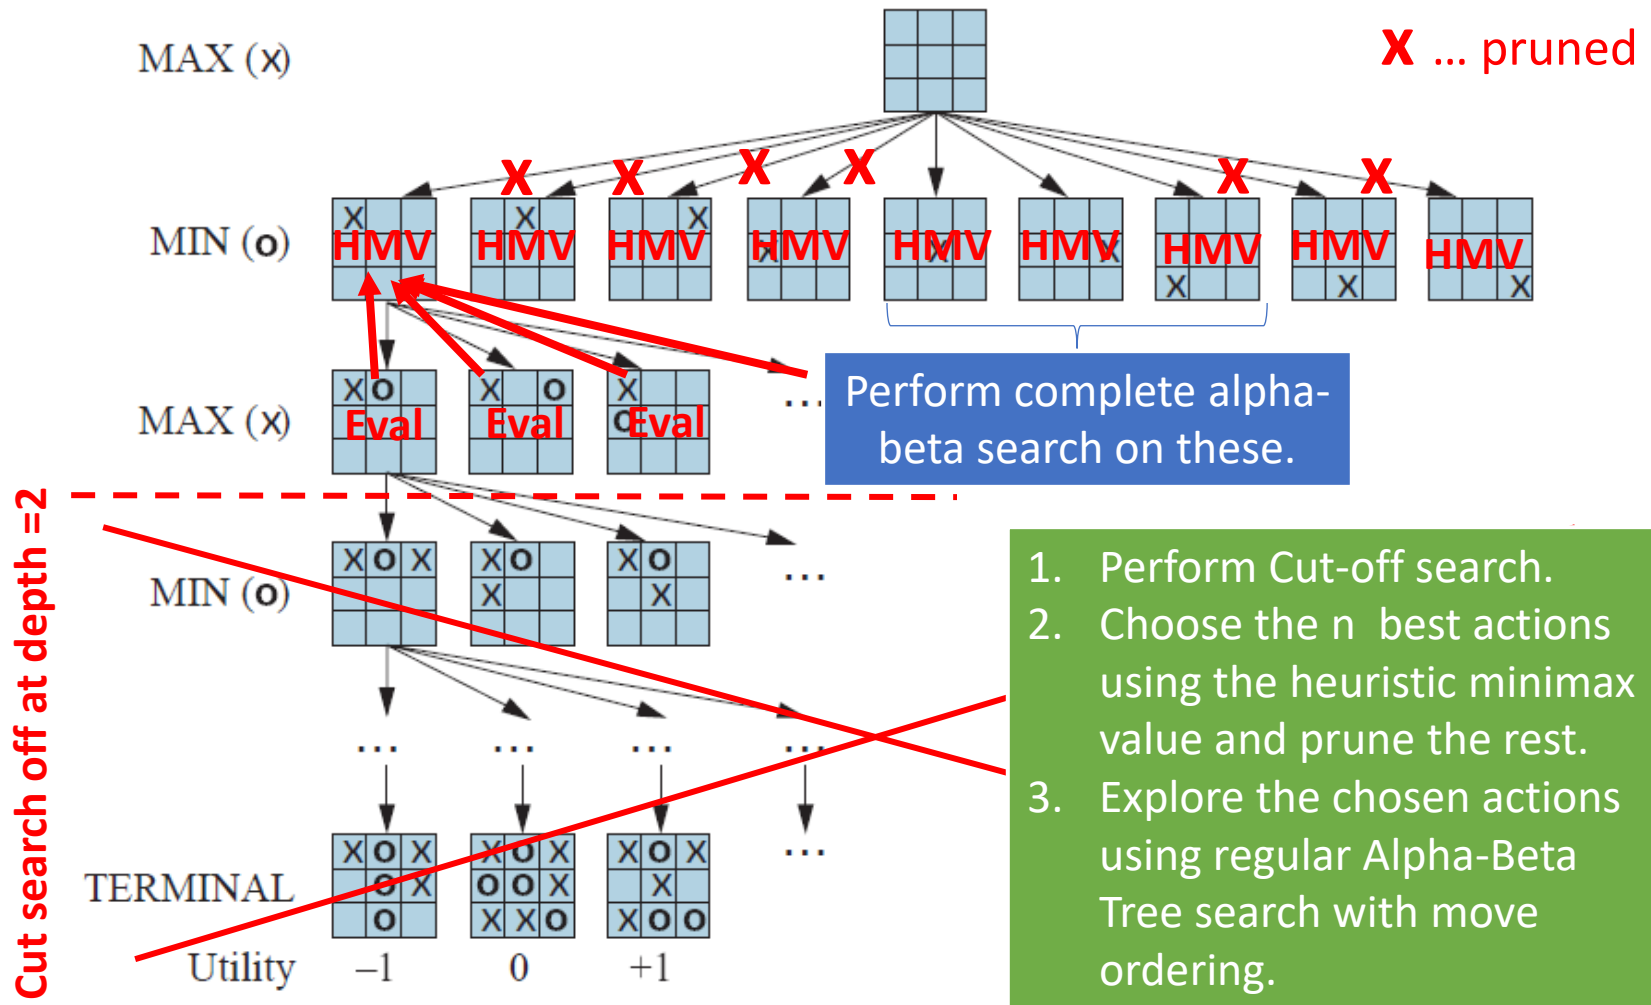 MAX (x)
X ... pruned
X X X X X X
MIN (o)
X X X X X X X X X
HMV HMV HMV HMV HMV HMV HMV HMV HMV
MAX (x)
X O
X O
X
O
Eval Eval Eval
...
Perform complete alpha-
beta search on these.
Cut search off at depth =2
MIN (o)
X O X
X O
X
X O
X
...
... ... ... ...
TERMINAL
X O X
O X
O
X O X
O O X
X X O
X O X
X
X O O
...
Utility –1 0 +1
1. Perform Cut-off search.
2. Choose the n best actions
using the heuristic minimax
value and prune the rest.
3. Explore the chosen actions
using regular Alpha-Beta
Tree search with move
ordering.